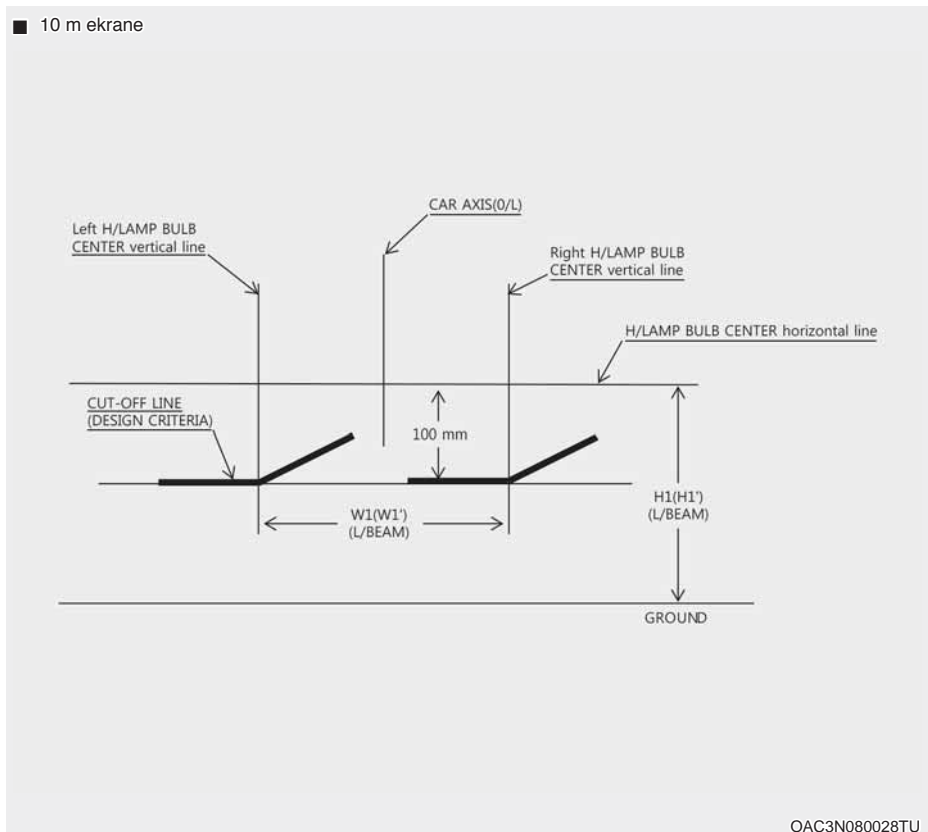 ■ 10 m ekrane
CAR AXIS(0/L)
Left H/LAMP BULB
CENTER vertical line
Right H/LAMP BULB
CENTER vertical line
H/LAMP BULB CENTER horizontal line
CUT-OFF LINE
(DESIGN CRITERIA)
100 mm
W1(W1')
(L/BEAM)
H1(H1')
(L/BEAM)
GROUND
OAC3N080028TU